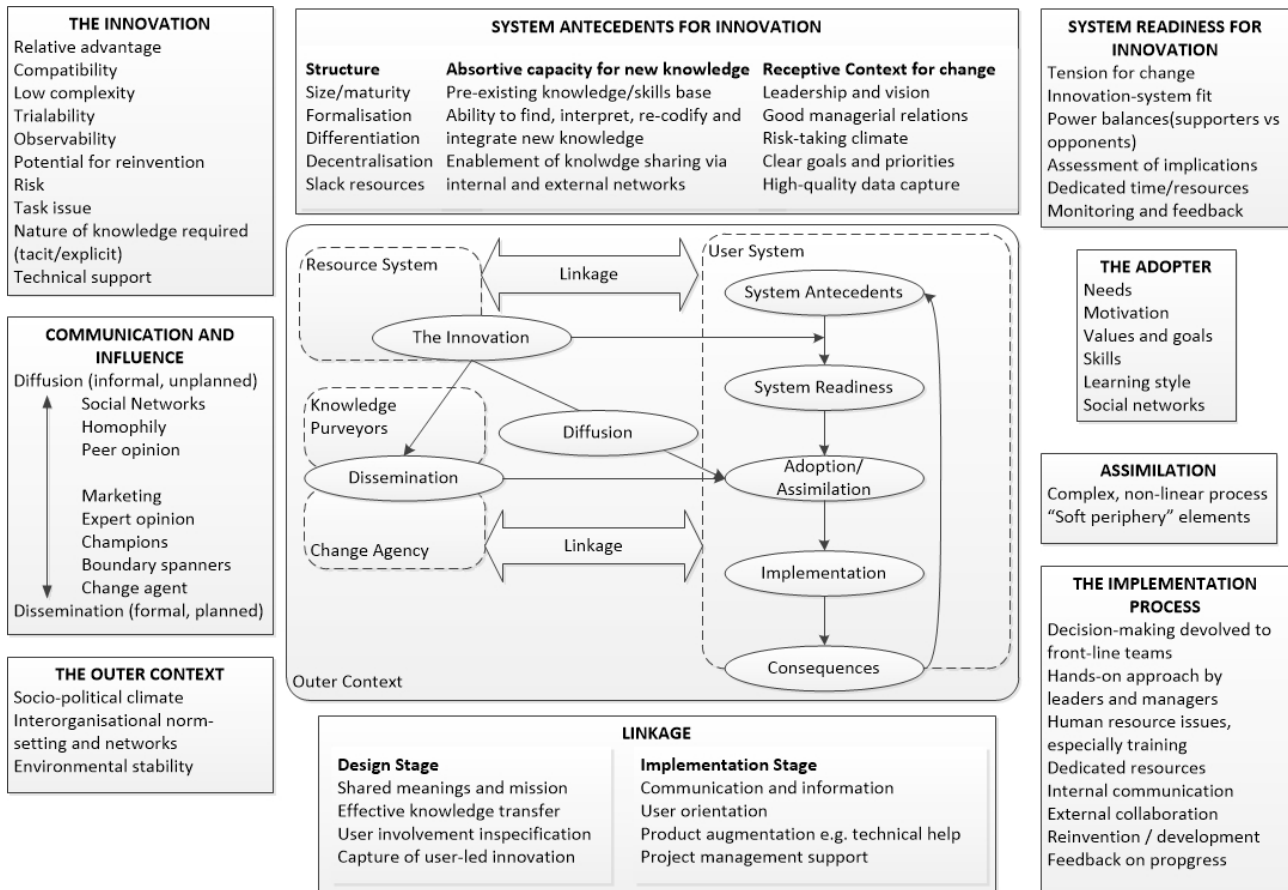 THE INNOVATION
Relative advantage
Compatibility
Low complexity
Trialability
Observability
Potential for reinvention
Risk
Task issue
Nature of knowledge required
(tacit/explicit)
Technical support
COMMUNICATION AND
INFLUENCE
Diffusion (informal, unplanned)
Social Networks
Homophily
Peer opinion
Marketing
Expert opinion
Champions
Boundary spanners
Change agent
Dissemination (formal, planned)
THE OUTER CONTEXT
Socio-political climate
Interorganisational norm-
setting and networks
Environmental stability
SYSTEM ANTECEDENTS FOR INNOVATION
Structure
Size/maturity
Formalisation
Differentiation
Decentralisation
Slack resources
Absortive capacity for new knowledge
Pre-existing knowledge/skills base
Ability to find, interpret, re-codify and
integrate new knowledge
Enablement of knolwdge sharing via
internal and external networks
Receptive Context for change
Leadership and vision
Good managerial relations
Risk-taking climate
Clear goals and priorities
High-quality data capture
Resource System
Linkage
User System
System Antecedents
The Innovation
System Readiness
Knowledge
Purveyors
Diffusion
Dissemination
Adoption/
Assimilation
Change Agency
Linkage
Implementation
Consequences
Outer Context
LINKAGE
Design Stage
Shared meanings and mission
Effective knowledge transfer
User involvement inspecification
Capture of user-led innovation
Implementation Stage
Communication and information
User orientation
Product augmentation e.g. technical help
Project management support
SYSTEM READINESS FOR
INNOVATION
Tension for change
Innovation-system fit
Power balances(supporters vs
opponents)
Assessment of implications
Dedicated time/resources
Monitoring and feedback
THE ADOPTER
Needs
Motivation
Values and goals
Skills
Learning style
Social networks
ASSIMILATION
Complex, non-linear process
“Soft periphery” elements
THE IMPLEMENTATION
PROCESS
Decision-making devolved to
front-line teams
Hands-on approach by
leaders and managers
Human resource issues,
especially training
Dedicated resources
Internal communication
External collaboration
Reinvention / development
Feedback on propgress